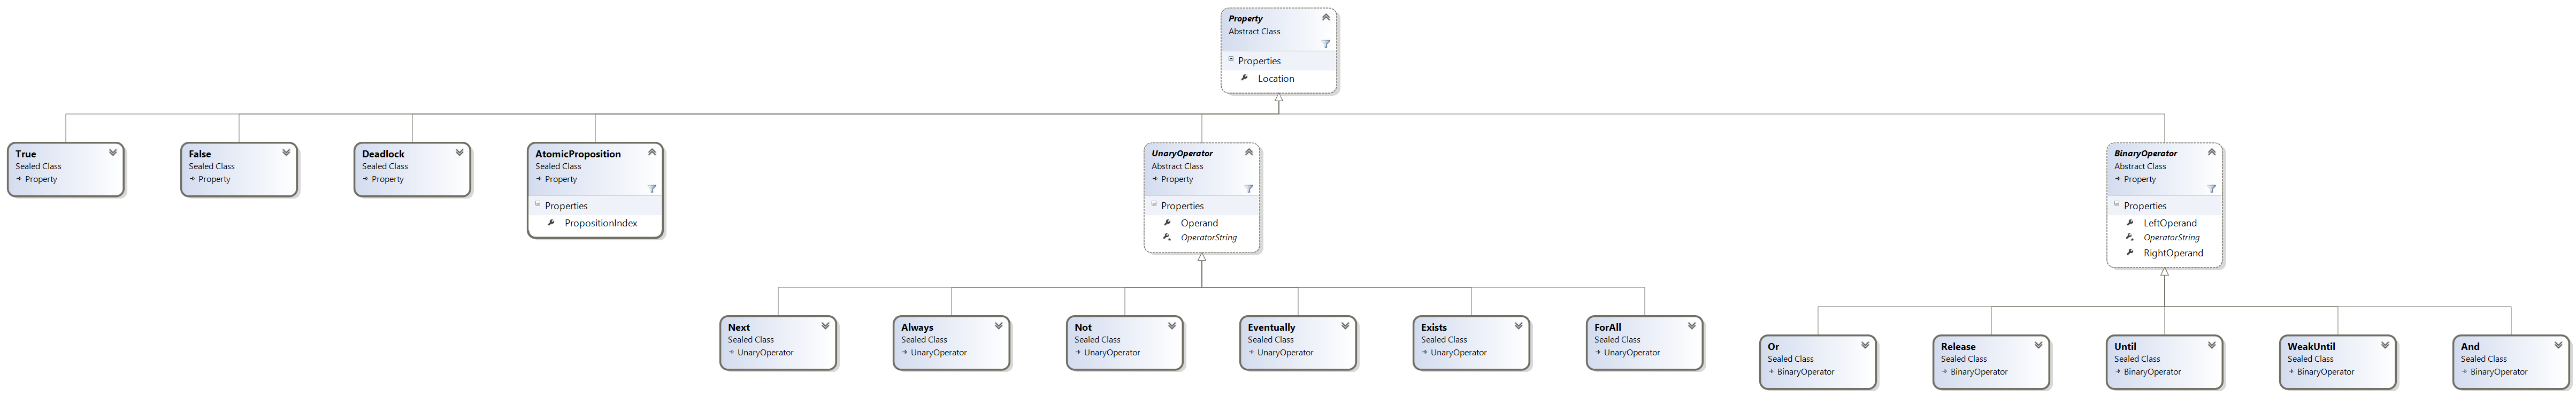 Property
Abstract Class
Properties
Location
True
Sealed Class
Property
False
Sealed Class
Property
Deadlock
Sealed Class
Property
AtomicProposition
Sealed Class
Property
Properties
PropositionIndex
UnaryOperator
Abstract Class
Property
Properties
Operand
OperatorString
BinaryOperator
Abstract Class
Property
Properties
LeftOperand
OperatorString
RightOperand
Next
Sealed Class
UnaryOperator
Always
Sealed Class
UnaryOperator
Not
Sealed Class
UnaryOperator
Eventually
Sealed Class
UnaryOperator
Exists
Sealed Class
UnaryOperator
ForAll
Sealed Class
UnaryOperator
Or
Sealed Class
BinaryOperator
Release
Sealed Class
BinaryOperator
Until
Sealed Class
BinaryOperator
WeakUntil
Sealed Class
BinaryOperator
And
Sealed Class
BinaryOperator